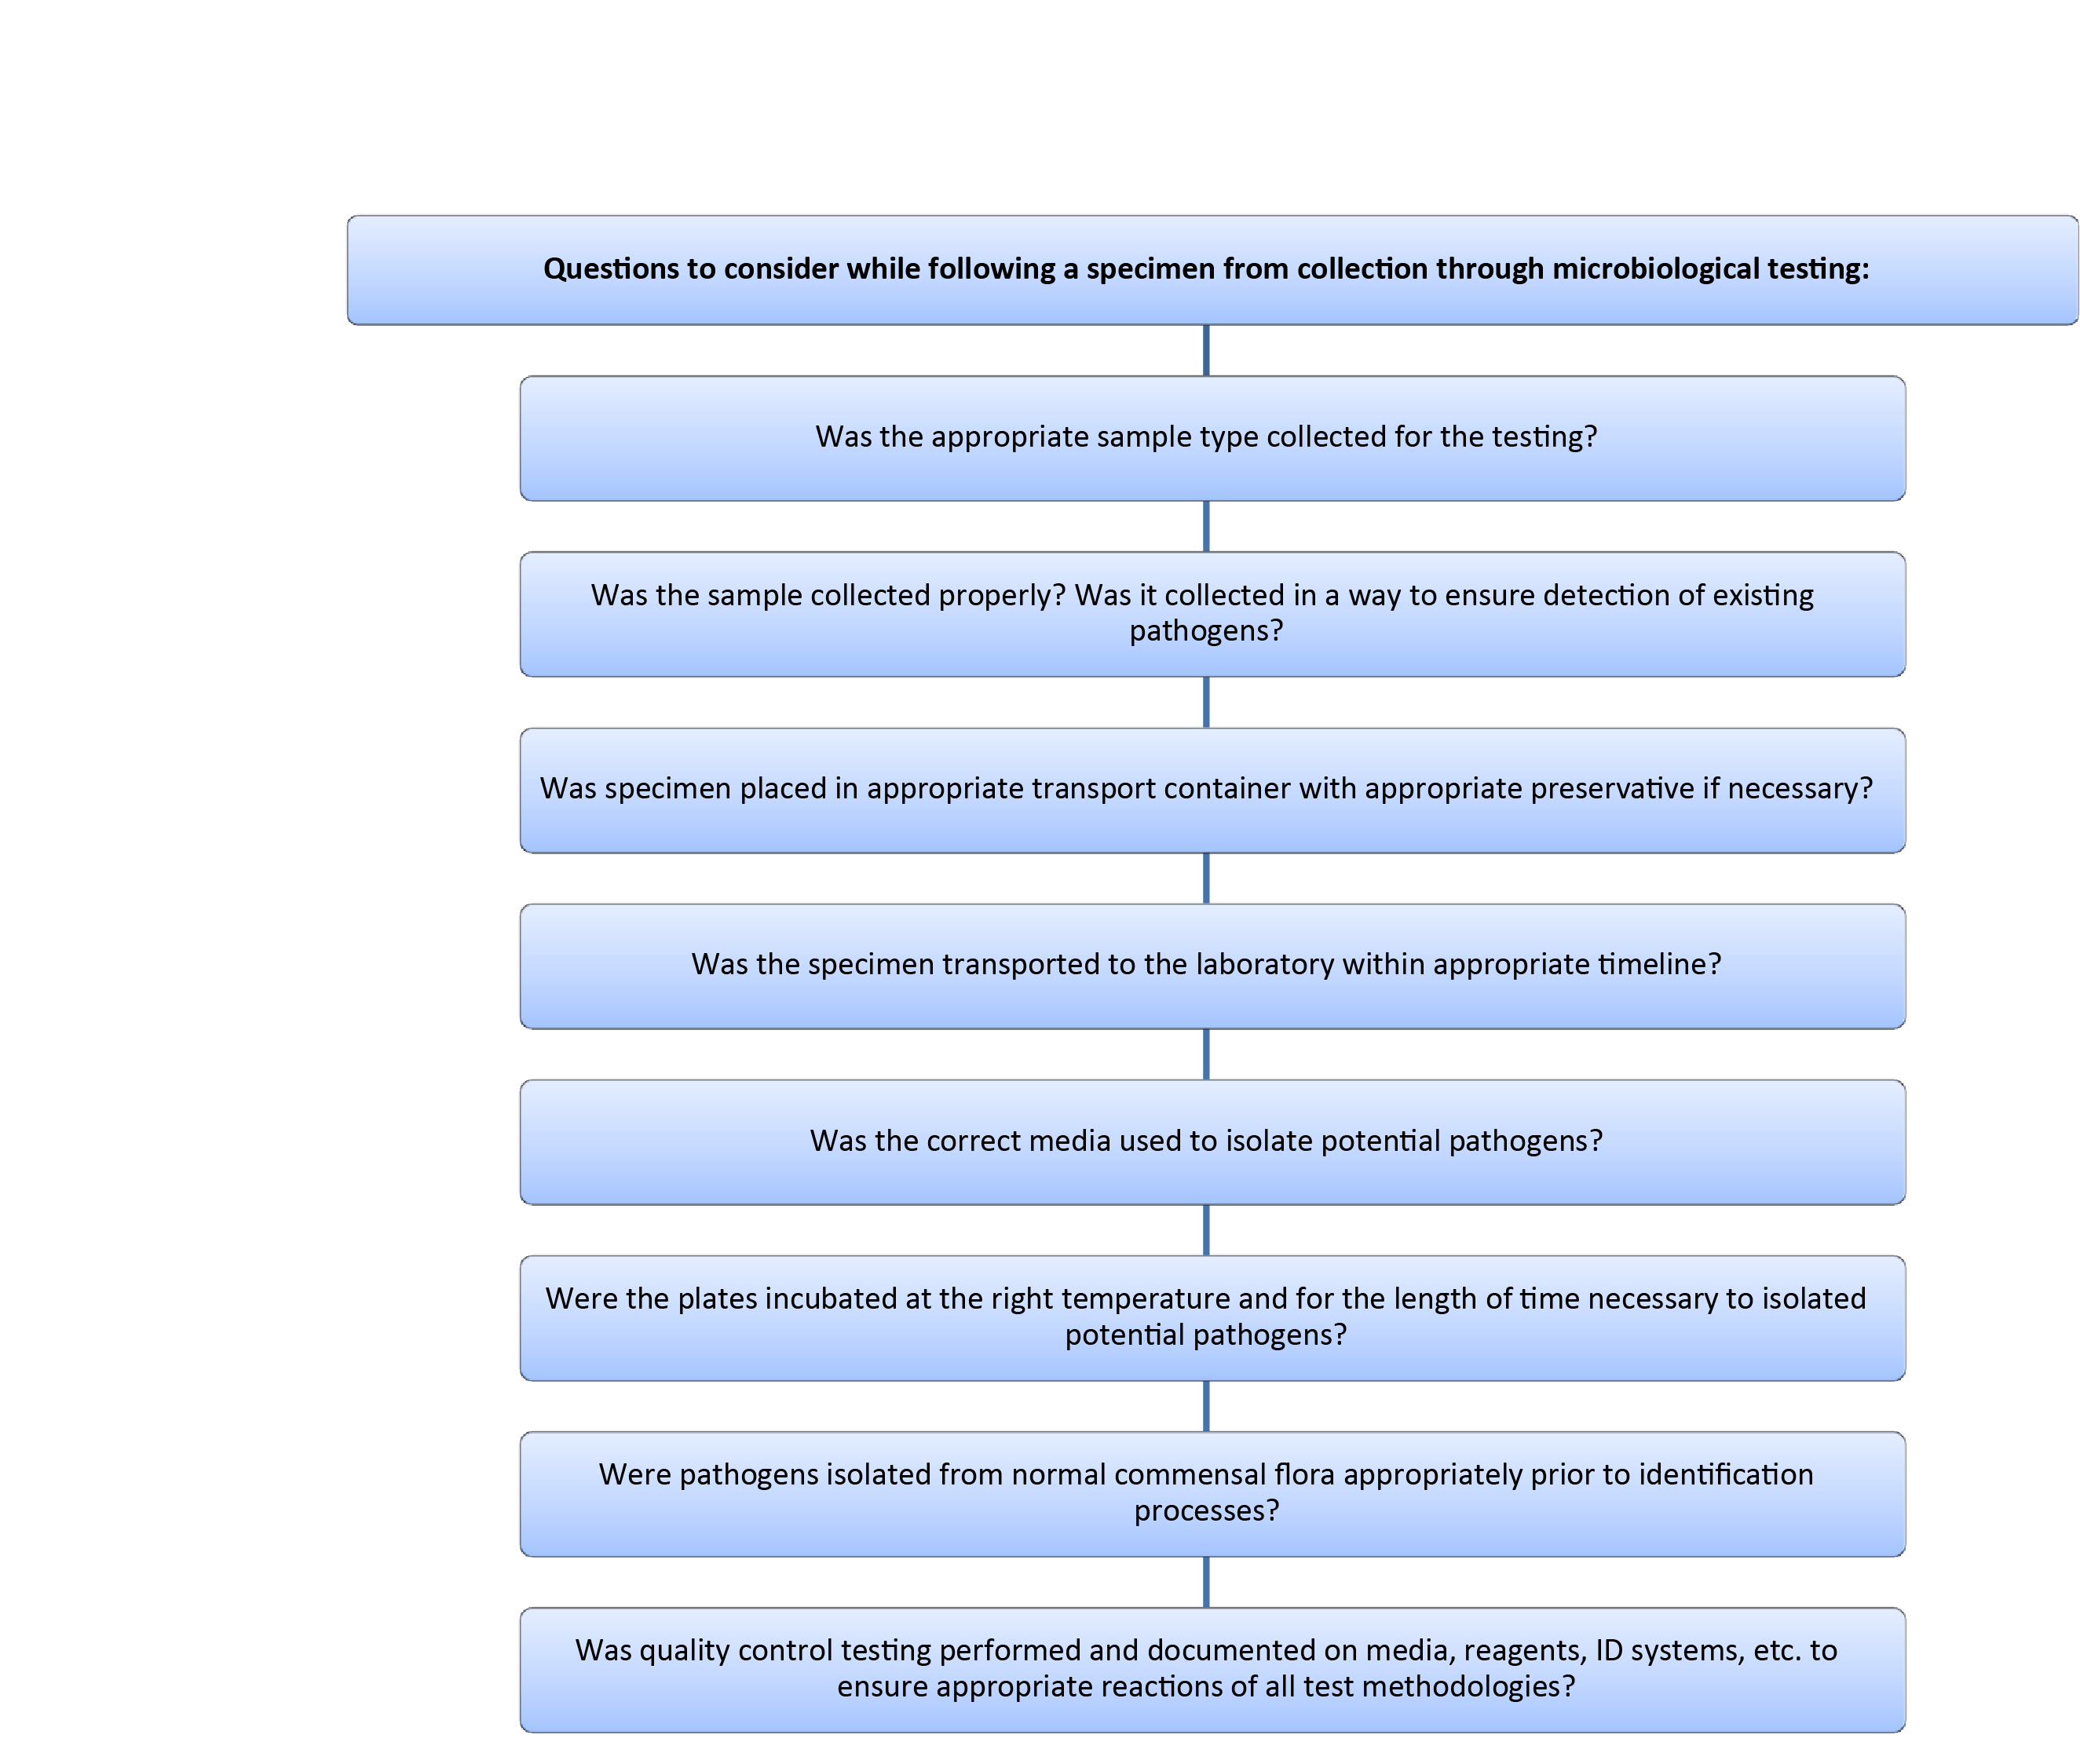 Questions to consider while following a specimen from collection through microbiological testing:
Was the appropriate sample type collected for the testing?
Was the sample collected properly? Was it collected in a way to ensure detection of existing
pathogens?
Was specimen placed in appropriate transport container with appropriate preservative if necessary?
Was the specimen transported to the laboratory within appropriate timeline?
Was the correct media used to isolate potential pathogens?
Were the plates incubated at the right temperature and for the length of time necessary to isolated
potential pathogens?
Were pathogens isolated from normal commensal flora appropriately prior to identification
processes?
Was quality control testing performed and documented on media, reagents, ID systems, etc. to
ensure appropriate reactions of all test methodologies?